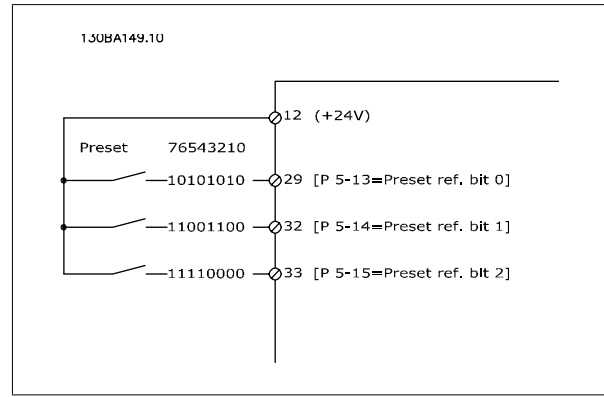 130BA149.10
12 (+24V)
Preset 76543210
10101010 29 [P 5-13=Preset ref. bit 0]
11001100 32 [P 5-14=Preset ref. bit 1]
11110000 33 [P 5-15=Preset ref. bit 2]